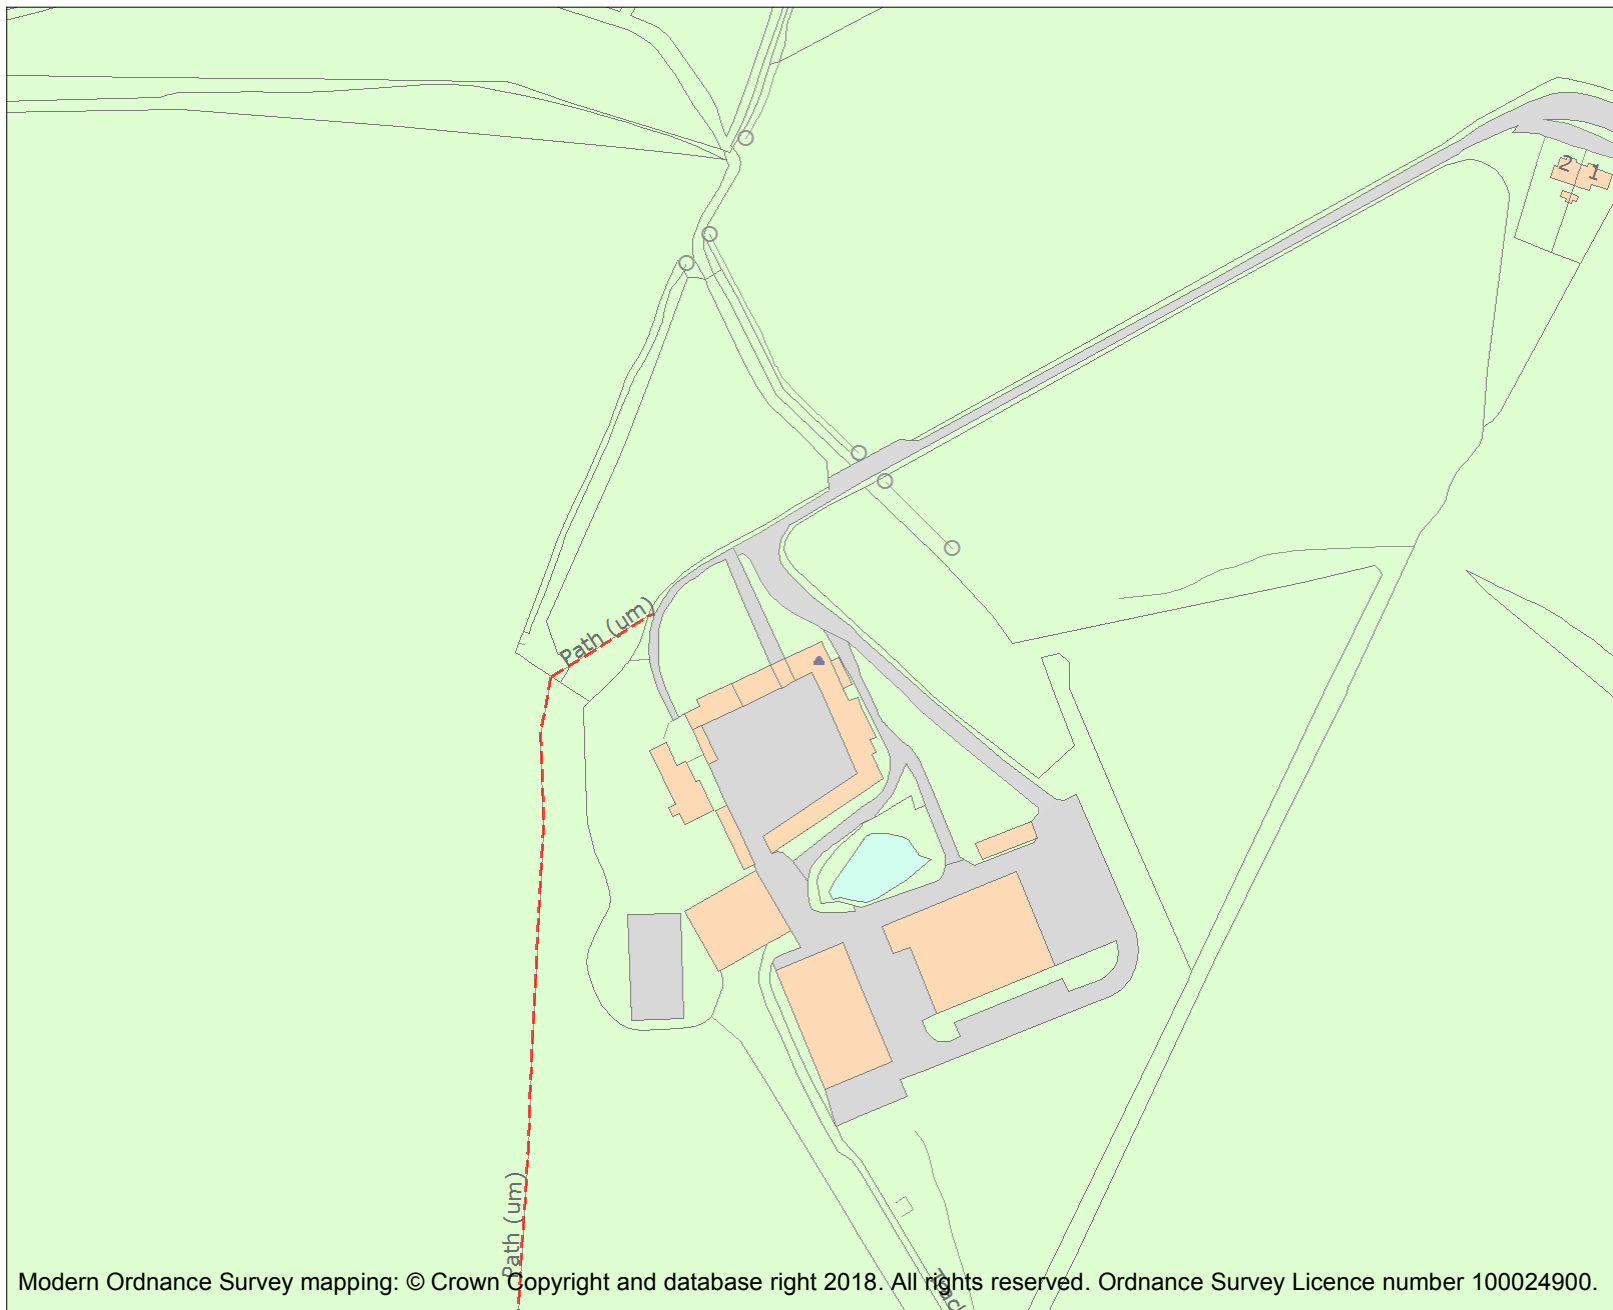 2 1
Path (um)
Path (um)
Track
Modern Ordnance Survey mapping: © Crown Copyright and database right 2018. All rights reserved. Ordnance Survey Licence number 100024900.